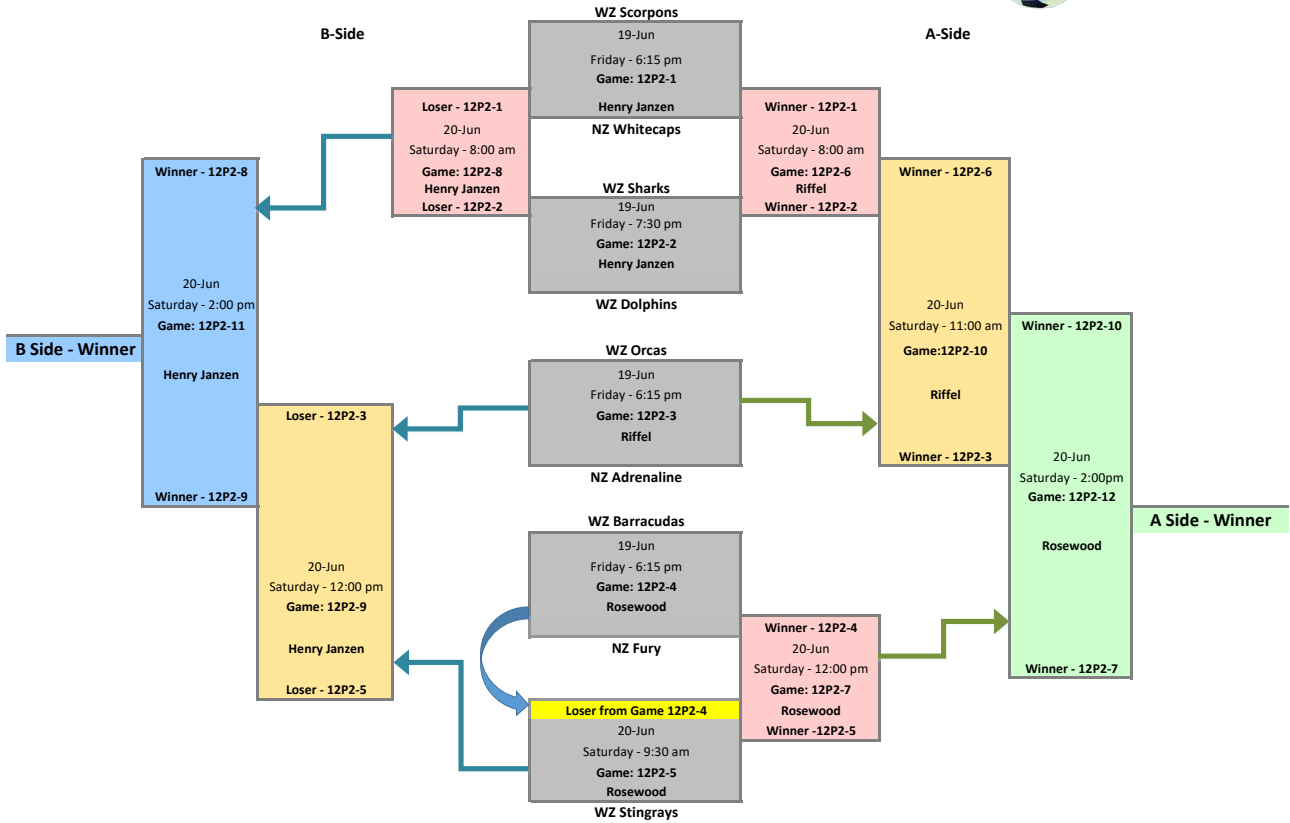 WZ Scorpons
B-Side
A-Side
19-Jun
Friday - 6:15 pm
Game: 12P2-1
Henry Janzen
NZ Whitecaps
Loser - 12P2-1
20-Jun
Saturday - 8:00 am
Game: 12P2-8
Henry Janzen
Loser - 12P2-2
Winner - 12P2-1
20-Jun
Saturday - 8:00 am
Game: 12P2-6
Riffel
Winner - 12P2-2
WZ Sharks
19-Jun
Friday - 7:30 pm
Game: 12P2-2
Henry Janzen
WZ Dolphins
Winner - 12P2-8
20-Jun
Saturday - 2:00 pm
Game: 12P2-11
Henry Janzen
Winner - 12P2-9
B Side - Winner
Winner - 12P2-6
20-Jun
Saturday - 11:00 am
Game:12P2-10
Riffel
Winner - 12P2-3
WZ Orcas
19-Jun
Friday - 6:15 pm
Game: 12P2-3
Riffel
NZ Adrenaline
Loser - 12P2-3
20-Jun
Saturday - 12:00 pm
Game: 12P2-9
Henry Janzen
Loser - 12P2-5
Winner - 12P2-10
20-Jun
Saturday - 2:00pm
Game: 12P2-12
Rosewood
Winner - 12P2-7
A Side - Winner
WZ Barracudas
19-Jun
Friday - 6:15 pm
Game: 12P2-4
Rosewood
NZ Fury
Winner - 12P2-4
20-Jun
Saturday - 12:00 pm
Game: 12P2-7
Rosewood
Winner -12P2-5
Loser from Game 12P2-4
20-Jun
Saturday - 9:30 am
Game: 12P2-5
Rosewood
WZ Stingrays